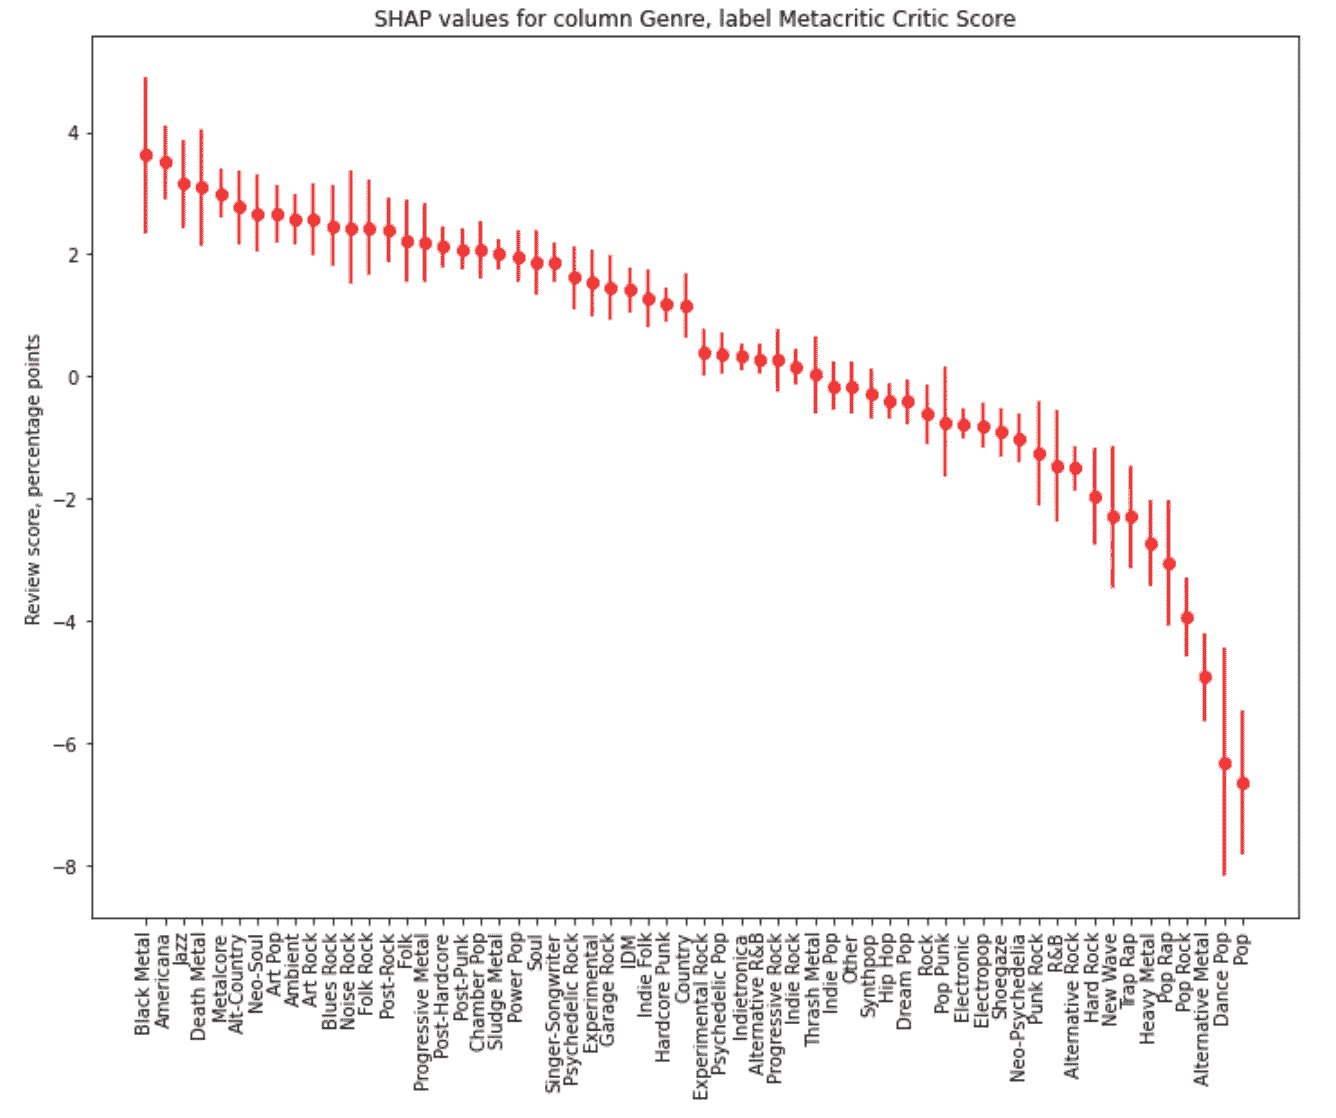 SHAP values for column Genre, label Metacritic Critic Score
Review score, percentage points
4
2
0
−2
−4
−6
−8
Black Metal
Americana
Jazz
Death Metal
Metalcore
Alt-Country
Neo-Soul
Art Pop
Ambient
Art Rock
Blues Rock
Noise Rock
Folk Rock
Post-Rock
Folk
Progressive Metal
Post-Hardcore
Post-Punk
Chamber Pop
Sludge Metal
Power Pop
Soul
Singer-Songwriter
Psychedelic Rock
Experimental
Garage Rock
IDM
Indie Folk
Hardcore Punk
Country
Experimental Rock
Psychedelic Pop
Indietronica
Alternative R&B
Progressive Rock
Indie Rock
Thrash Metal
Indie Pop
Other
Synthpop
Hip Hop
Dream Pop
Rock
Pop Punk
Electronic
Electropop
Shoegaze
Neo-Psychedelia
Punk Rock
R&B
Alternative Rock
Hard Rock
New Wave
Trap Rap
Heavy Metal
Pop Rap
Pop Rock
Alternative Metal
Dance Pop
Pop